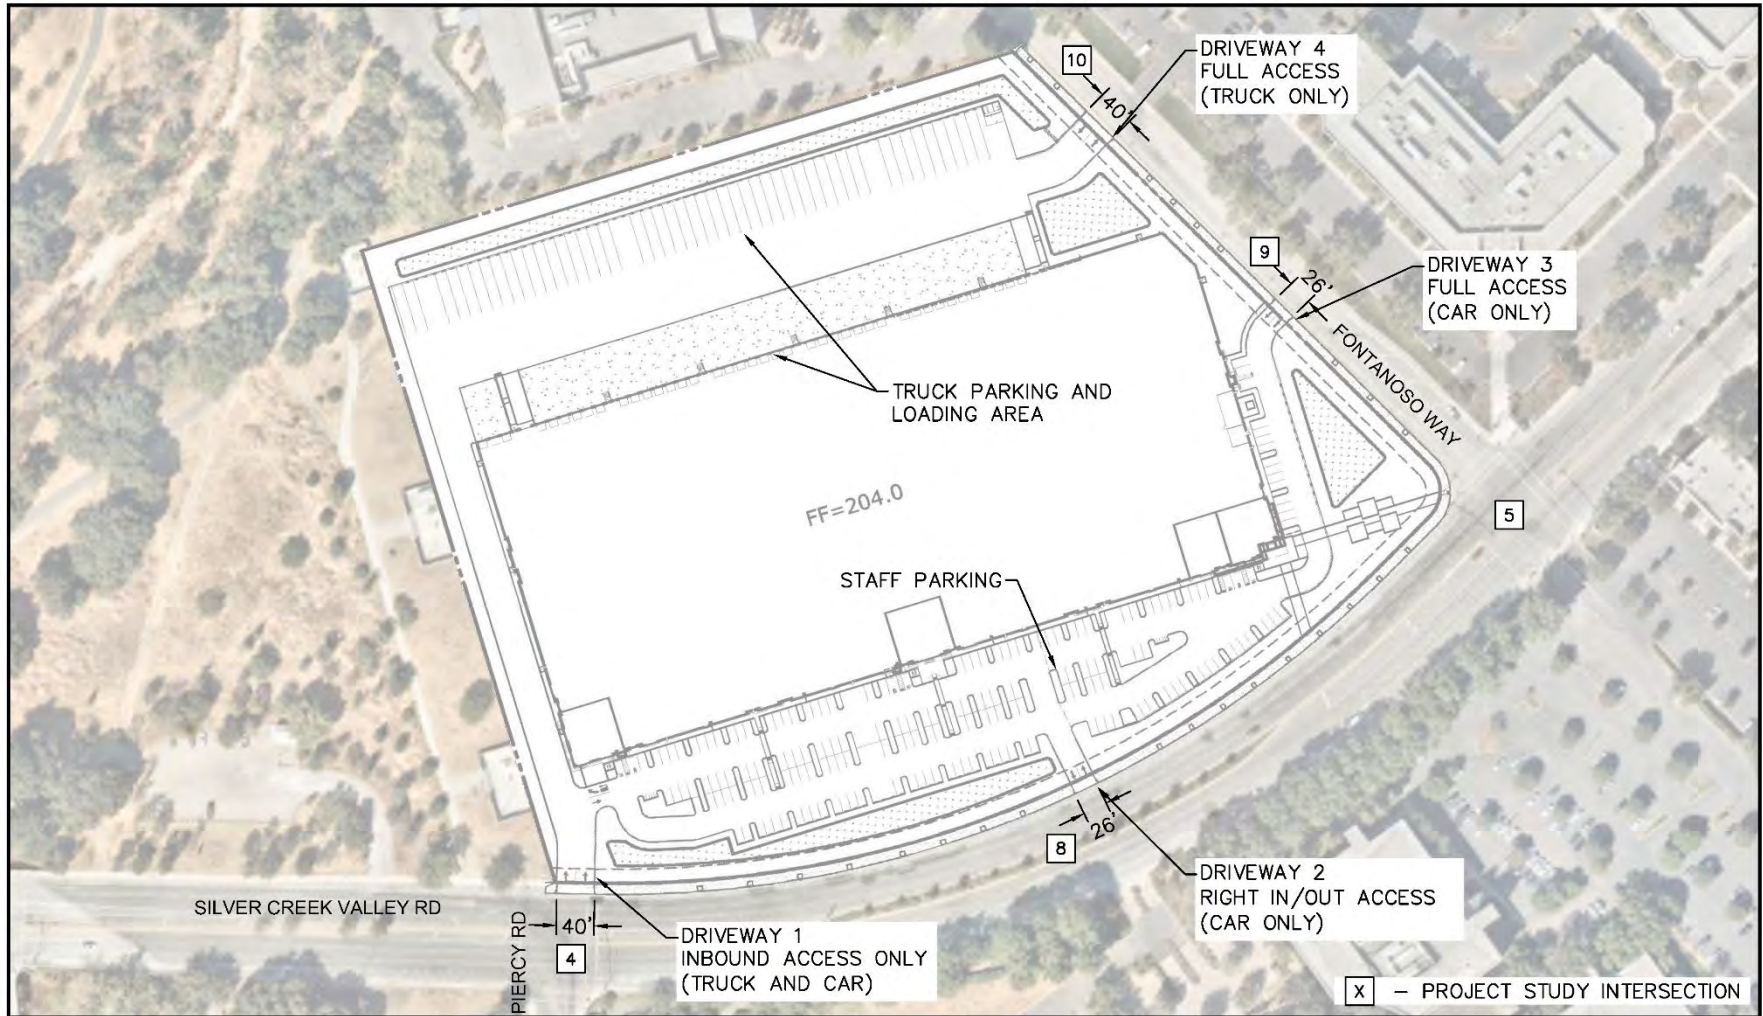 10
40'
DRIVEWAY 4
FULL ACCESS
(TRUCK ONLY)
9
26'
DRIVEWAY 3
FULL ACCESS
(CAR ONLY)
FONTANOSO WAY
TRUCK PARKING AND
LOADING AREA
FF=204.0
5
STAFF PARKING
8
26'
DRIVEWAY 2
RIGHT IN/OUT ACCESS
(CAR ONLY)
SILVER CREEK VALLEY RD
PIERCY RD
40'
4
DRIVEWAY 1
INBOUND ACCESS ONLY
(TRUCK AND CAR)
X – PROJECT STUDY INTERSECTION